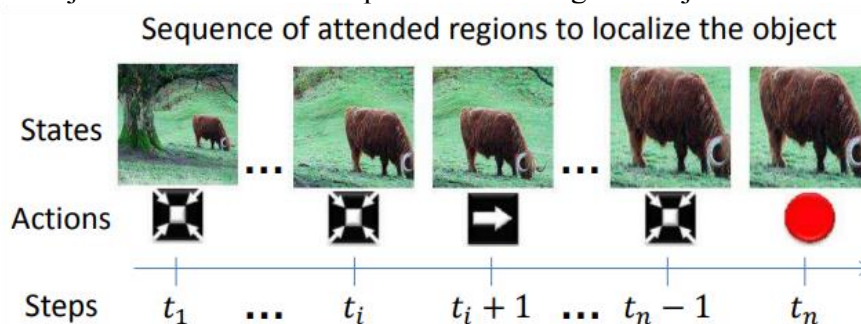 Sequence of attended regions to localize the object
States
... ...
Actions
Steps t₁ ... tᵢ tᵢ + 1 ... tₙ − 1 tₙ